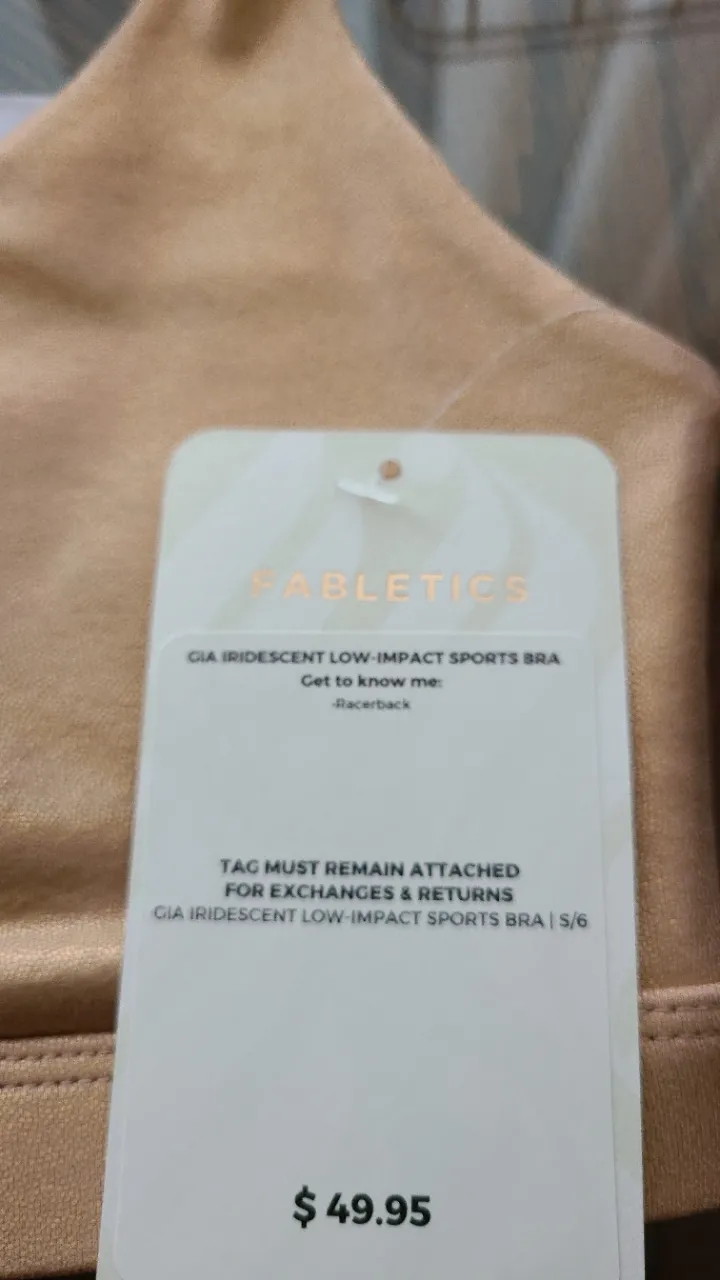 FABLETICS
GIA IRIDESCENT LOW-IMPACT SPORTS BRA
Get to know me:
-Racerback
TAG MUST REMAIN ATTACHED
FOR EXCHANGES & RETURNS
GIA IRIDESCENT LOW-IMPACT SPORTS BRA | S/6
$ 49.95